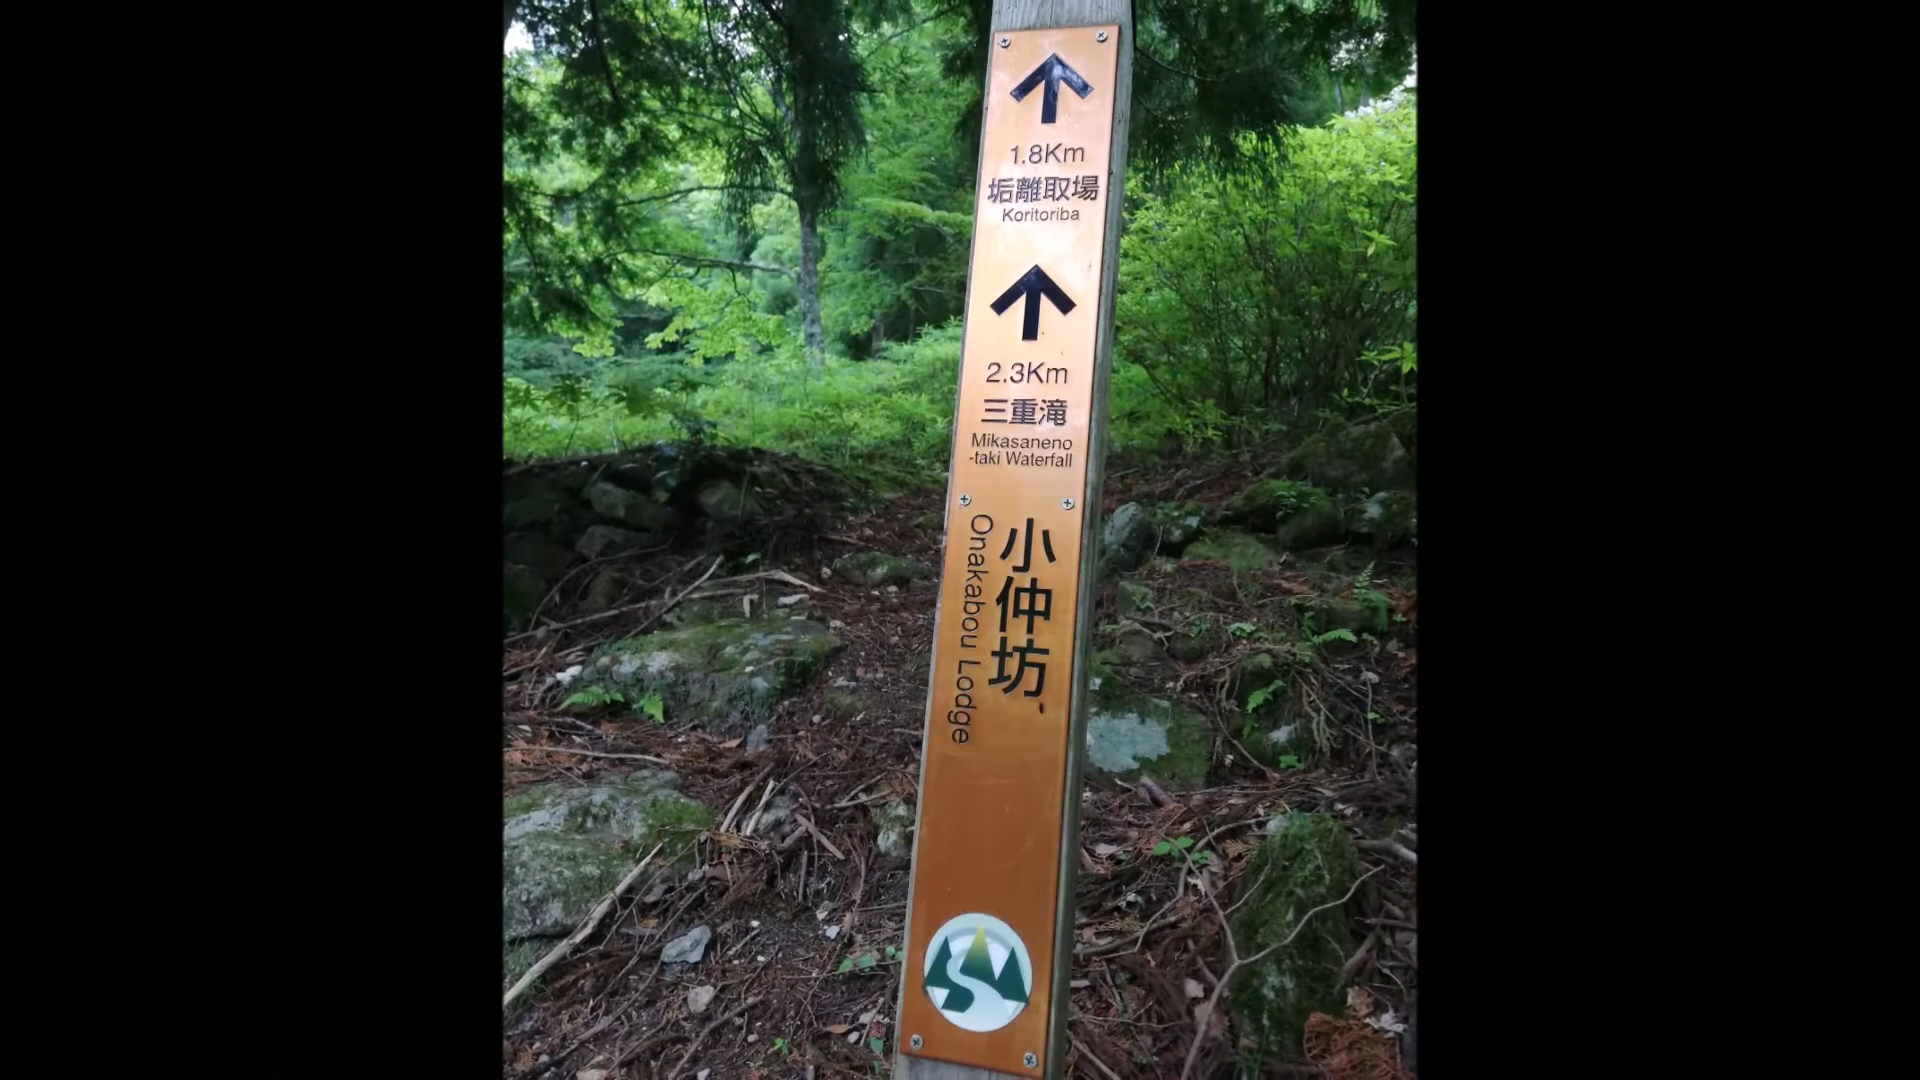 1.8Km
垢離取場
Koritoriba
2.3Km
三重滝
Mikasaneno
-taki Waterfall
小仲坊
Onakabou Lodge